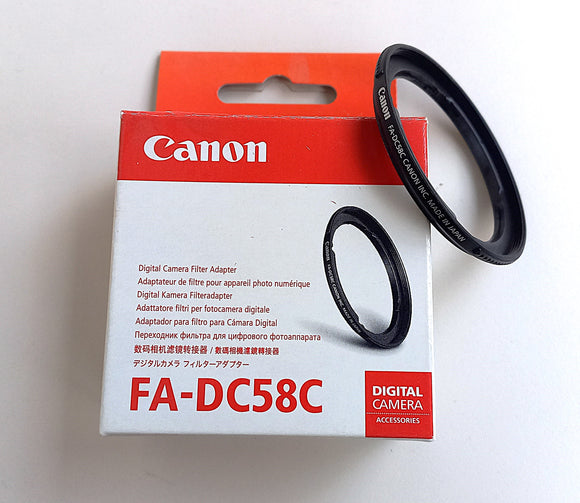 Canon
FA-DC58C CANON INC. MADE IN JAPAN
Canon
Digital Camera Filter Adapter
Adaptateur de filtre pour appareil photo numérique
Digital Kamera Filteradapter
Adattatore filtri per fotocamera digitale
Adaptador para filtro para Cámara Digital
Переходник фильтра для цифрового фотоаппарата
数码相机滤镜转接器 / 數碼相機濾鏡轉接器
デジタルカメラ フィルターアダプター
FA-DC58C
DIGITAL
CAMERA
ACCESSORIES
Canon